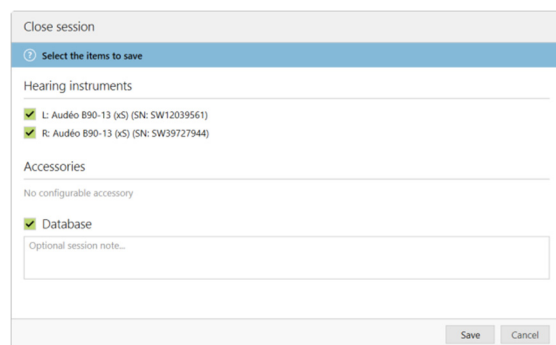 Close session
? Select the items to save
Hearing instruments
L: Audéo B90-13 (xS) (SN: SW12039561)
R: Audéo B90-13 (xS) (SN: SW39727944)
Accessories
No configurable accessory
Database
Optional session note...
Save Cancel